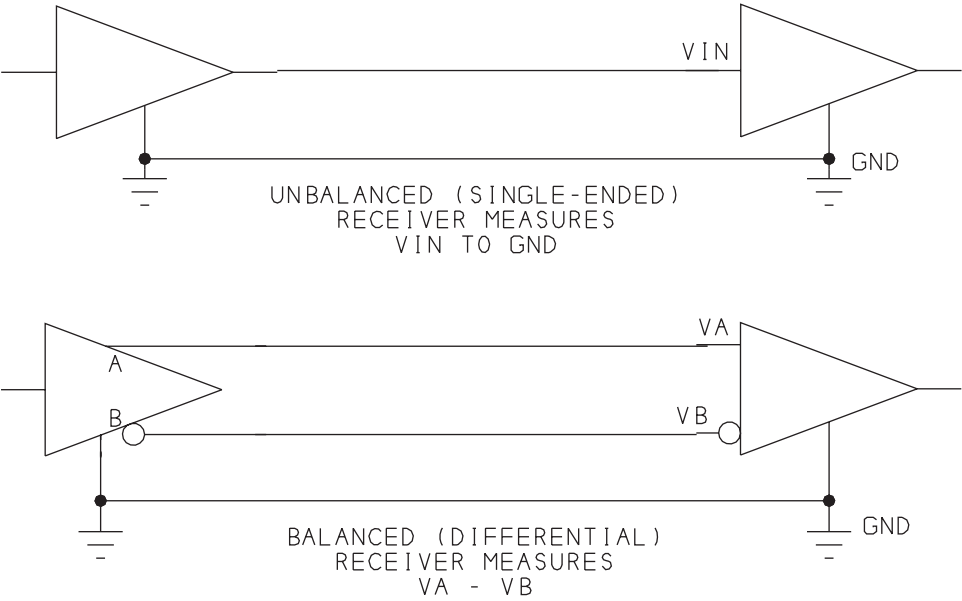 VIN
GND
UNBALANCED (SINGLE-ENDED)
RECEIVER MEASURES
VIN TO GND
VA
A
B
VB
GND
BALANCED (DIFFERENTIAL)
RECEIVER MEASURES
VA - VB